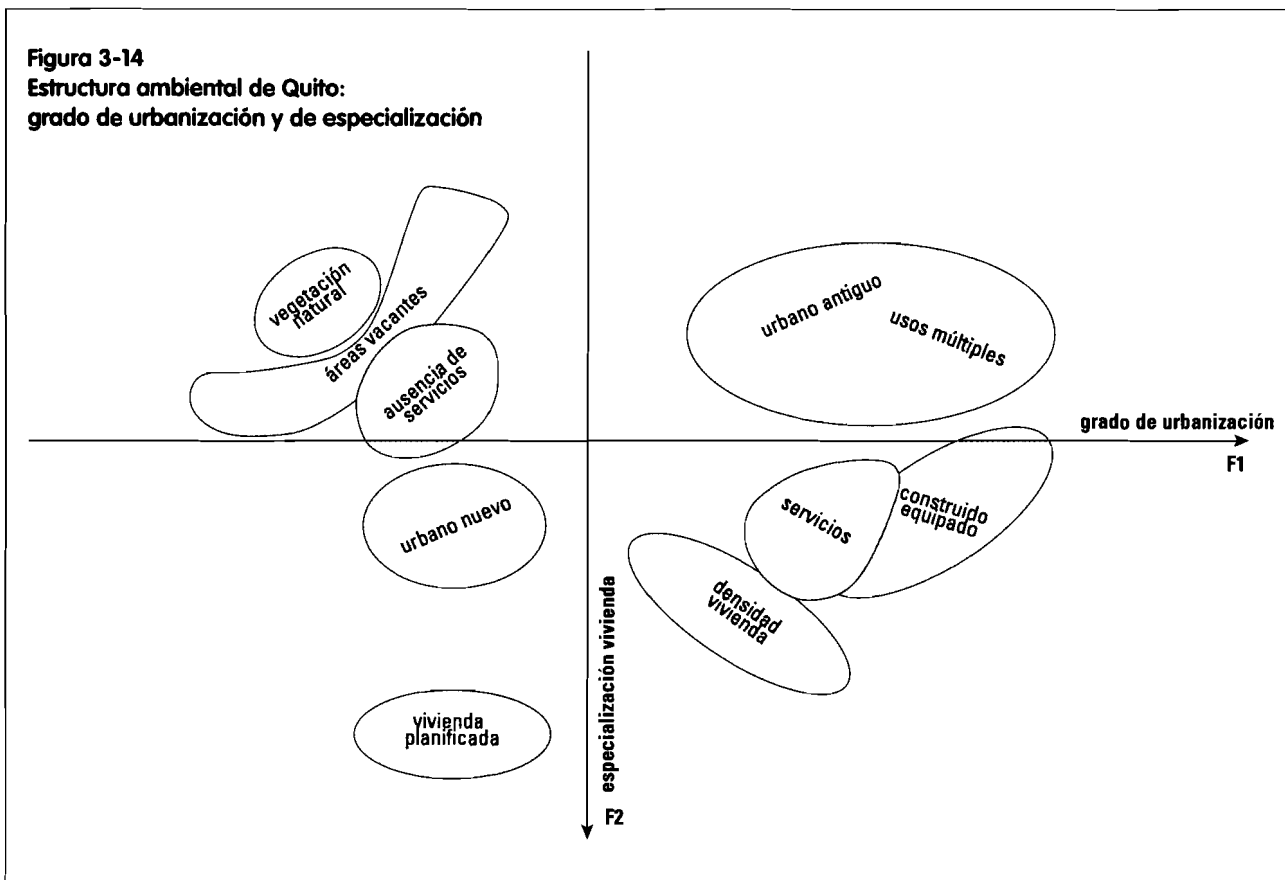 Figura 3-14
Estructura ambiental de Quito:
grado de urbanización y de especialización
vegetación
natural
áreas vacantes
ausencia de
servicios
urbano antiguo
usos múltiples
grado de urbanización
F1
urbano nuevo
servicios
construido
equipado
densidad
vivienda
especialización vivienda
vivienda
planificada
F2